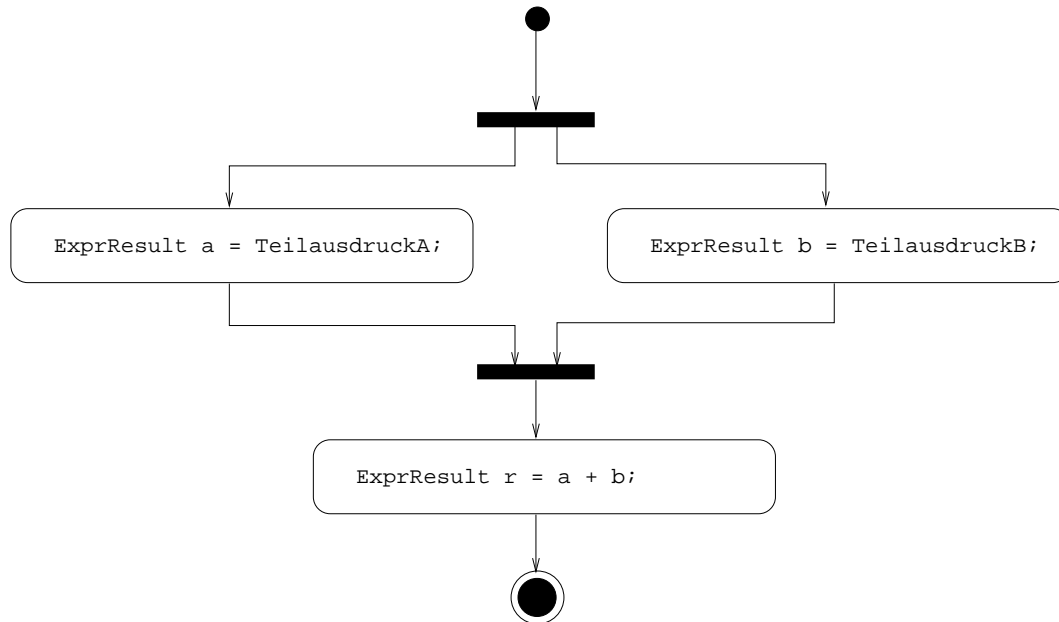 ExprResult a = TeilausdruckA;
ExprResult b = TeilausdruckB;
ExprResult r = a + b;